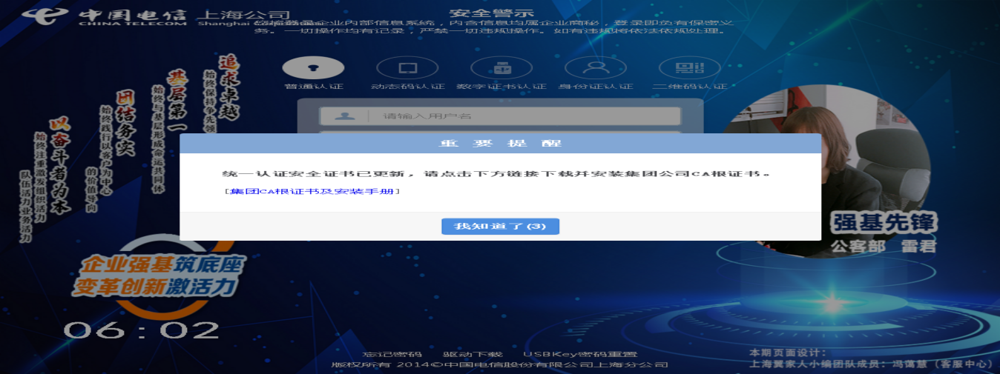 中国电信
CHINA TELECOM
上海公司
Shanghai
安全警示
企业内部信息系统，内含信息均属企业商秘，登录即负有保密义
务。一切操作均有记录，严禁一切违规操作。如有违规将依法依规处理。
普通认证
动态码认证
数字证书认证
身份证认证
二维码认证
请输入用户名
追求卓越
始终保持争先领
基层第一
始终与基层形成命运共同体
团结务实
始终践行以客户为中心
的价值导向
以奋斗者为本
始终注重激发组织活力
队伍活力业务活力
重 要 提 醒
统一认证安全证书已更新，请点击下方链接下载并安装集团公司CA根证书。
[集团CA根证书及安装手册]
我知道了(3)
强基先锋
公客部 雷君
企业强基筑底座
变革创新激活力
06:02
忘记密码 驱动下载 USBKey密码重置
版权所有 2014©中国电信股份有限公司上海分公司
本期页面设计：
上海翼家人小编团队成员：冯蔼慧（客服中心）